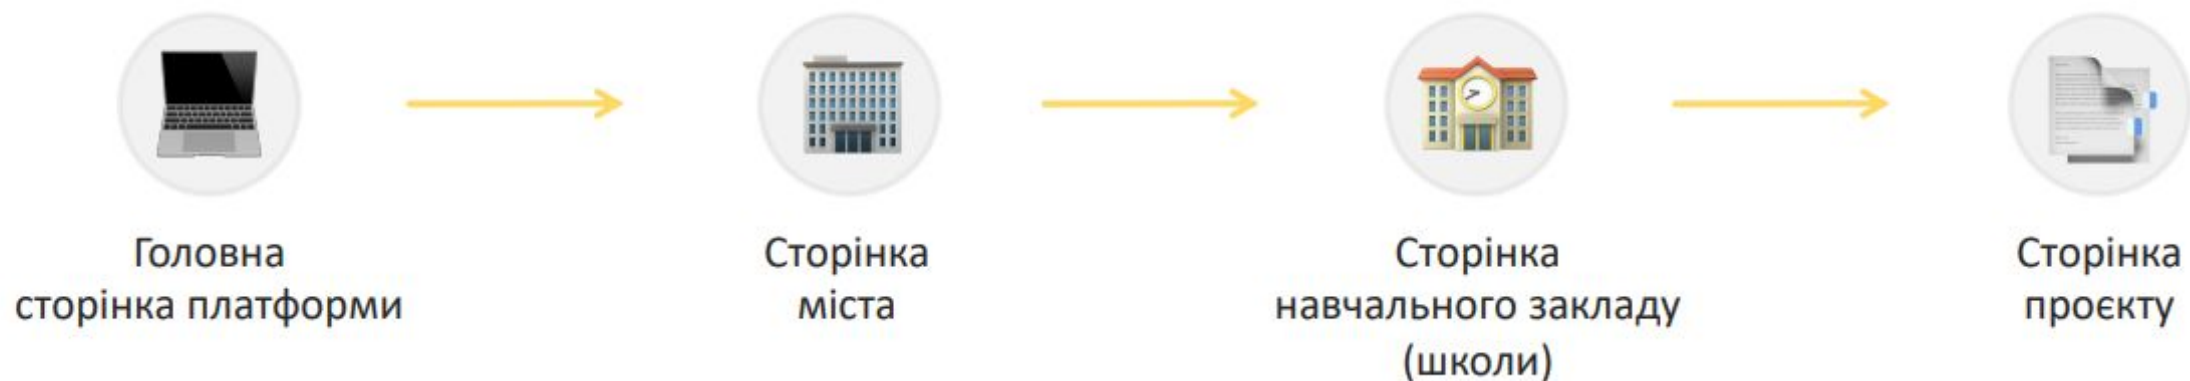 Головна
сторінка платформи
Сторінка
міста
Сторінка
навчального закладу
(школи)
Сторінка
проєкту